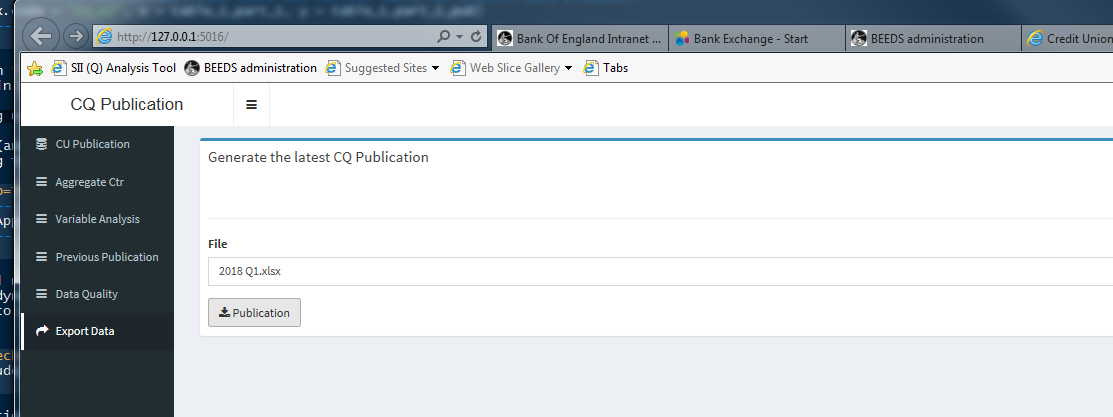 http://127.0.0.1:5016/
Bank Of England Intranet ...
Bank Exchange - Start
BEEDS administration
Credit Union
SII (Q) Analysis Tool
BEEDS administration
Suggested Sites
Web Slice Gallery
Tabs
CQ Publication
CU Publication
Aggregate Ctr
Variable Analysis
Previous Publication
Data Quality
Export Data
Generate the latest CQ Publication
File
2018 Q1.xlsx
Publication